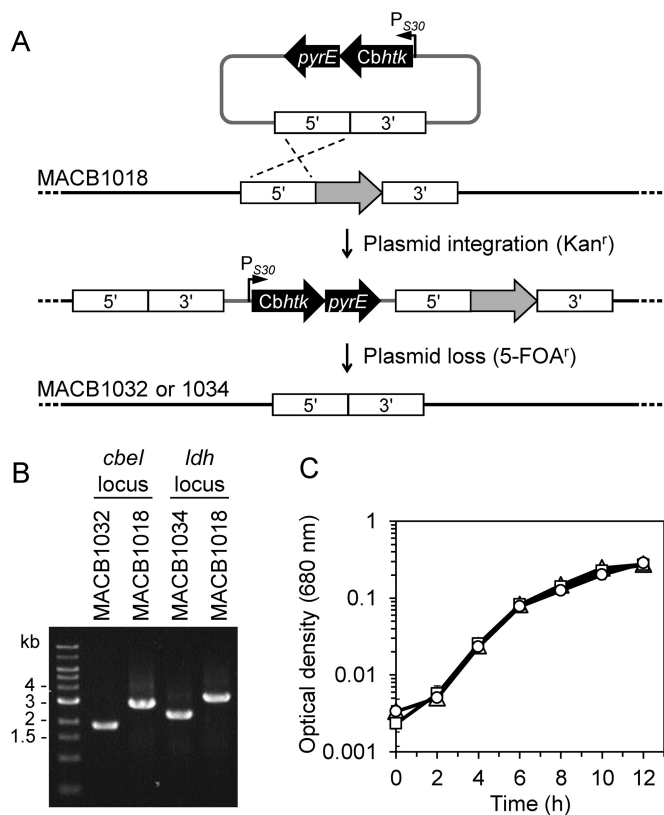 A
P_S30
pyrE
Cbhtk
5' 3'
MACB1018
5' 3'
Plasmid integration (Kanʳ)
P_S30
5' 3' Cbhtk pyrE 5' 3'
Plasmid loss (5-FOAʳ)
MACB1032 or 1034
5' 3'
B
cbeI locus
ldh locus
MACB1032
MACB1018
MACB1034
MACB1018
kb
4 -
3 -
2 -
1.5 -
C
Optical density (680 nm)
1
0.1
0.01
0.001
0 2 4 6 8 10 12
Time (h)